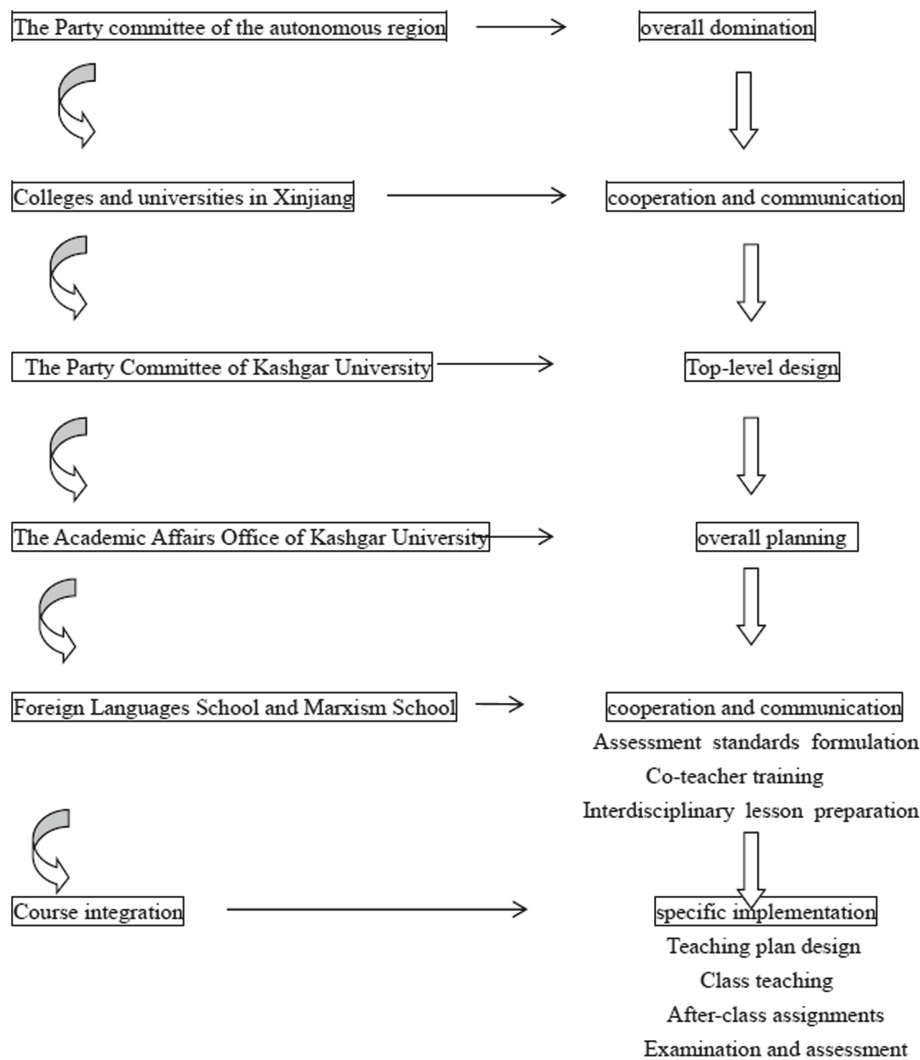 The Party committee of the autonomous region
overall domination
Colleges and universities in Xinjiang
cooperation and communication
The Party Committee of Kashgar University
Top-level design
The Academic Affairs Office of Kashgar University
overall planning
Foreign Languages School and Marxism School
cooperation and communication
Assessment standards formulation
Co-teacher training
Interdisciplinary lesson preparation
Course integration
specific implementation
Teaching plan design
Class teaching
After-class assignments
Examination and assessment